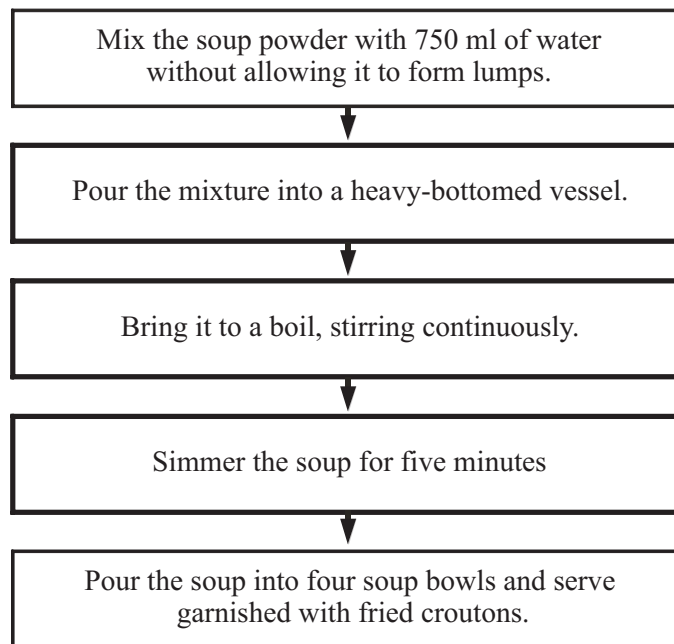 Mix the soup powder with 750 ml of water
without allowing it to form lumps.
Pour the mixture into a heavy-bottomed vessel.
Bring it to a boil, stirring continuously.
Simmer the soup for five minutes
Pour the soup into four soup bowls and serve
garnished with fried croutons.